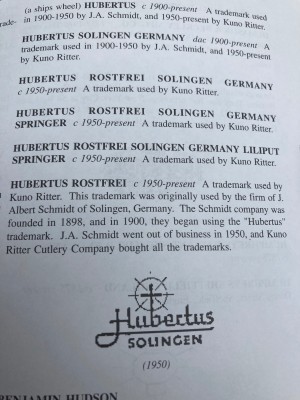 (a ships wheel) HUBERTUS c 1900-present A trademark used
in 1900-1950 by J.A. Schmidt, and 1950-present by Kuno Ritter.
HUBERTUS SOLINGEN GERMANY dac 1900-present A
trademark used in 1900-1950 by J.A. Schmidt, and 1950-present
by Kuno Ritter.
HUBERTUS ROSTFREI SOLINGEN GERMANY
c 1950-present A trademark used by Kuno Ritter.
HUBERTUS ROSTFREI SOLINGEN GERMANY
SPRINGER c 1950-present A trademark used by Kuno Ritter.
HUBERTUS ROSTFREI SOLINGEN GERMANY LILIPUT
SPRINGER c 1950-present A trademark used by Kuno Ritter.
HUBERTUS ROSTFREI c 1950-present A trademark used by
Kuno Ritter. This trademark was originally used by the firm of J.
Albert Schmidt of Solingen, Germany. The Schmidt company was
founded in 1898, and in 1900, they began using the "Hubertus"
trademark. J.A. Schmidt went out of business in 1950, and Kuno
Ritter Cutlery Company bought all the trademarks.
Hubertus
SOLINGEN
(1950)
BENJAMIN HUDSON